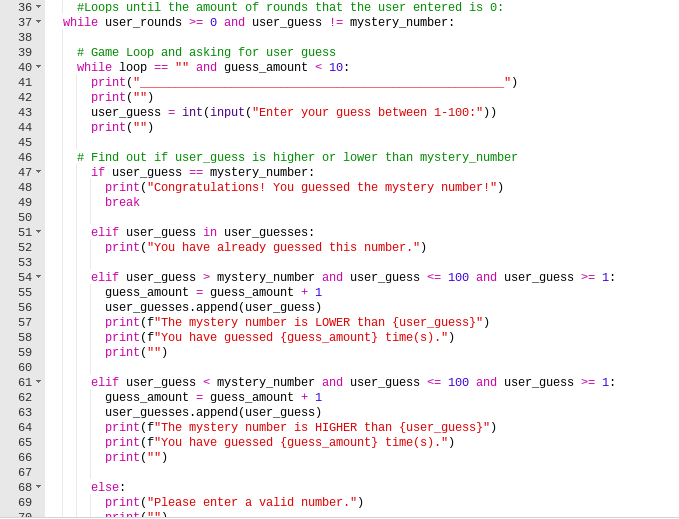 36 #Loops until the amount of rounds that the user entered is 0:
37 while user_rounds >= 0 and user_guess != mystery_number:
38
39 # Game Loop and asking for user guess
40 while loop == "" and guess_amount < 10:
41 print("____________________________________________________")
42 print("")
43 user_guess = int(input("Enter your guess between 1-100:"))
44 print("")
45
46 # Find out if user_guess is higher or lower than mystery_number
47 if user_guess == mystery_number:
48 print("Congratulations! You guessed the mystery number!")
49 break
50
51 elif user_guess in user_guesses:
52 print("You have already guessed this number.")
53
54 elif user_guess > mystery_number and user_guess <= 100 and user_guess >= 1:
55 guess_amount = guess_amount + 1
56 user_guesses.append(user_guess)
57 print(f"The mystery number is LOWER than {user_guess}")
58 print(f"You have guessed {guess_amount} time(s).")
59 print("")
60
61 elif user_guess < mystery_number and user_guess <= 100 and user_guess >= 1:
62 guess_amount = guess_amount + 1
63 user_guesses.append(user_guess)
64 print(f"The mystery number is HIGHER than {user_guess}")
65 print(f"You have guessed {guess_amount} time(s).")
66 print("")
67
68 else:
69 print("Please enter a valid number.")
70 print("")